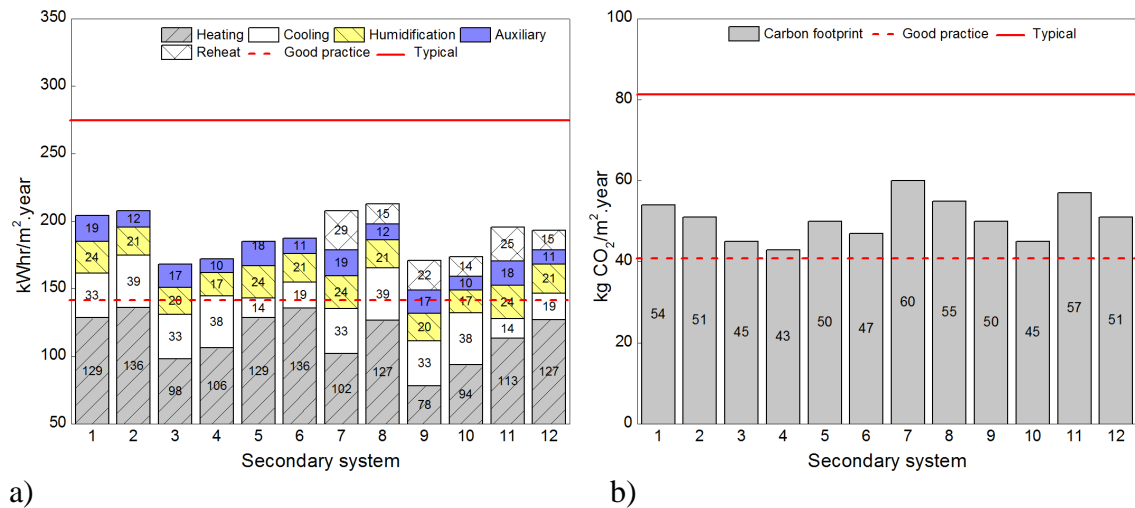 Heating Cooling Humidification Auxiliary
Reheat Good practice Typical
350
300
250
200
150
100
50
kWhr/m².year
19 12 17 10 18 11 29 15 22 14 25 15
24 21 20 17 24 21 19 12 17 10 18 11
33 39 33 38 14 19 24 21 20 17 24 21
129 136 98 106 129 136 33 39 33 38 14 19
102 127 78 94 113 127
1 2 3 4 5 6 7 8 9 10 11 12
Secondary system
a)
Carbon footprint Good practice Typical
100
80
60
40
20
0
kg CO₂/m².year
54 51 45 43 50 47 60 55 50 45 57 51
1 2 3 4 5 6 7 8 9 10 11 12
Secondary system
b)